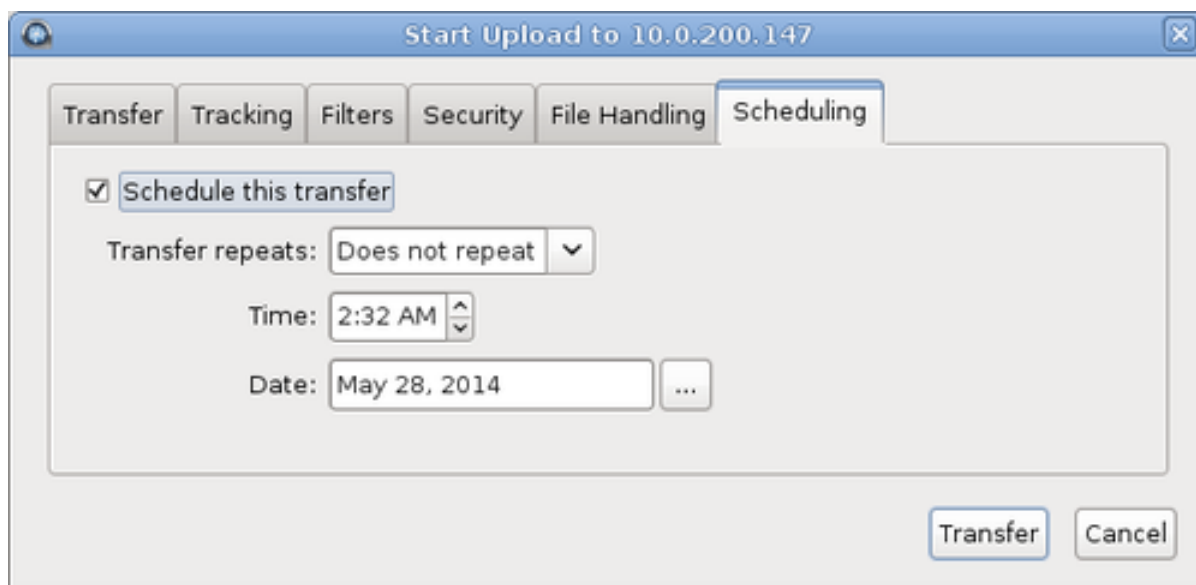 Start Upload to 10.0.200.147
Transfer Tracking Filters Security File Handling Scheduling
Schedule this transfer
Transfer repeats: Does not repeat
Time: 2:32 AM
Date: May 28, 2014 ...
Transfer Cancel